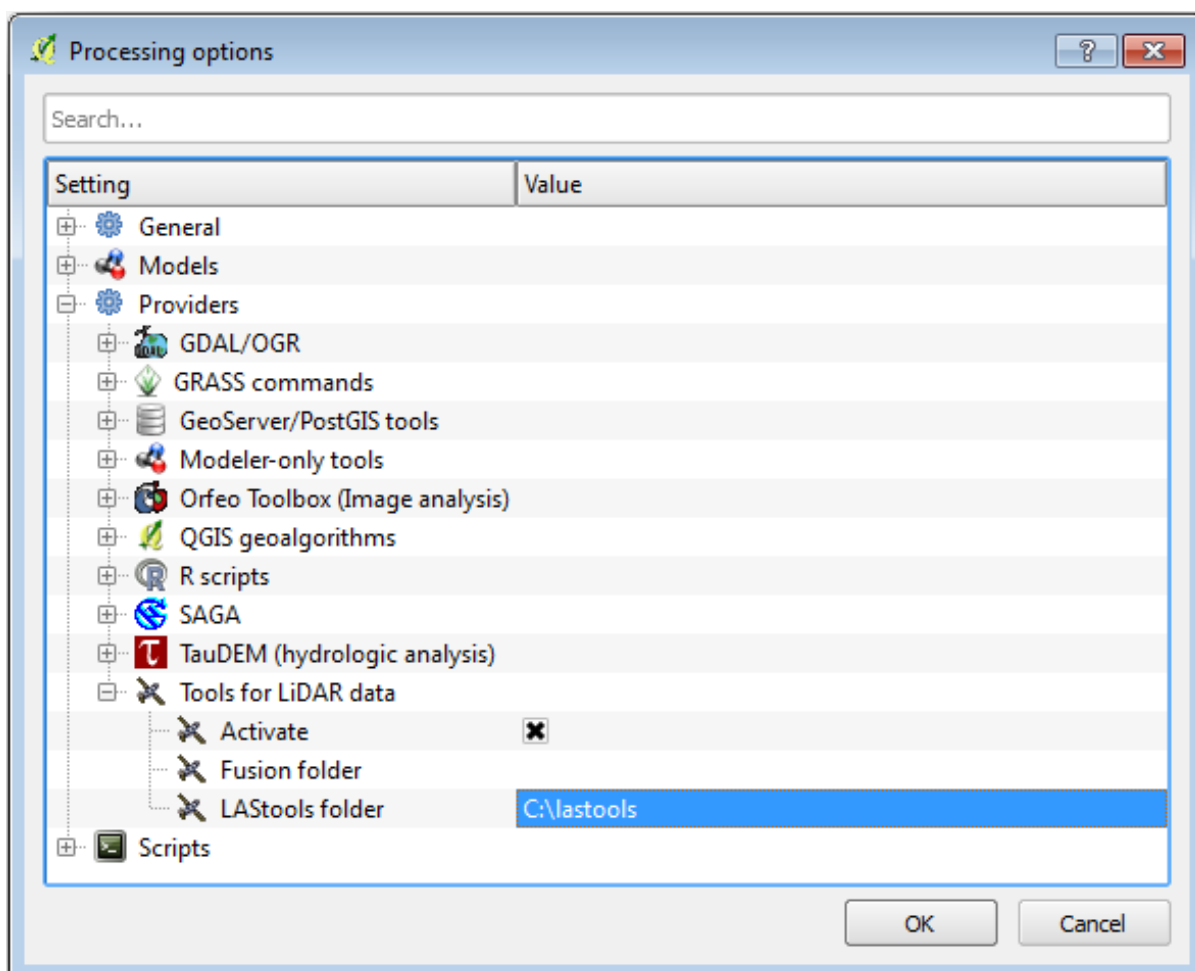 Processing options
Search...
Setting Value
General
Models
Providers
GDAL/OGR
GRASS commands
GeoServer/PostGIS tools
Modeler-only tools
Orfeo Toolbox (Image analysis)
QGIS geoalgorithms
R scripts
SAGA
TauDEM (hydrologic analysis)
Tools for LiDAR data
Activate
Fusion folder
LAStools folder C:\lastools
Scripts
OK Cancel